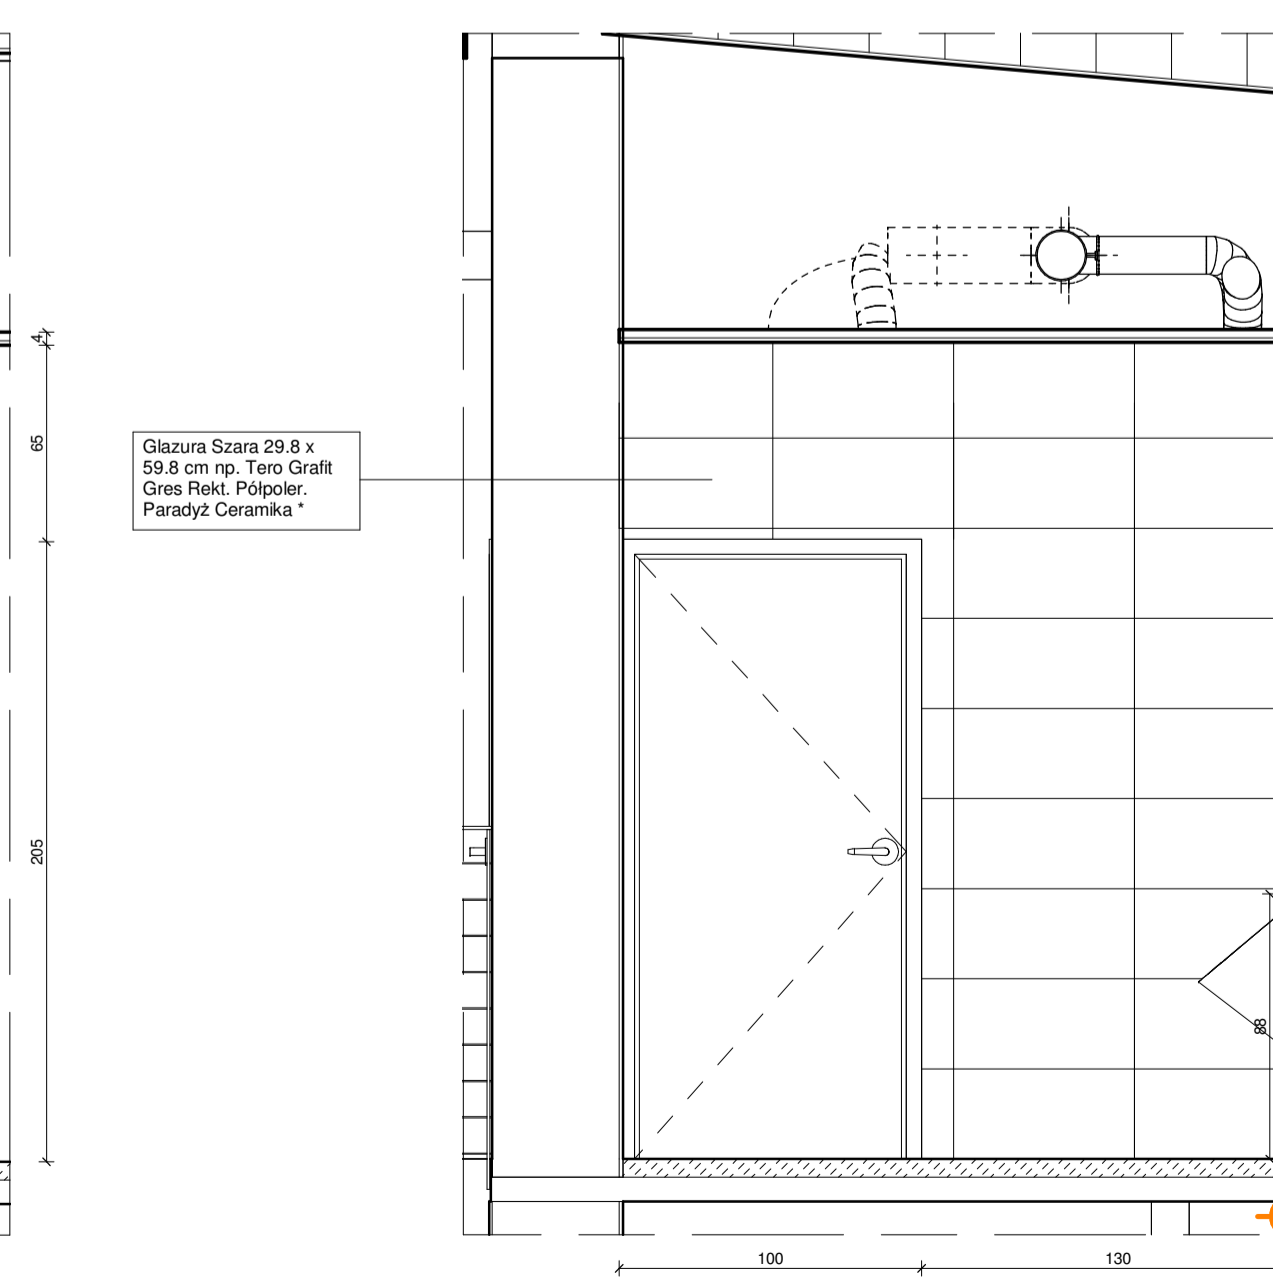 4
65
Glazura Szara 29.8 x
59.8 cm np. Tero Grafit
Gres Rekt. Półpoler.
Paradyż Ceramika *
205
88
100
130